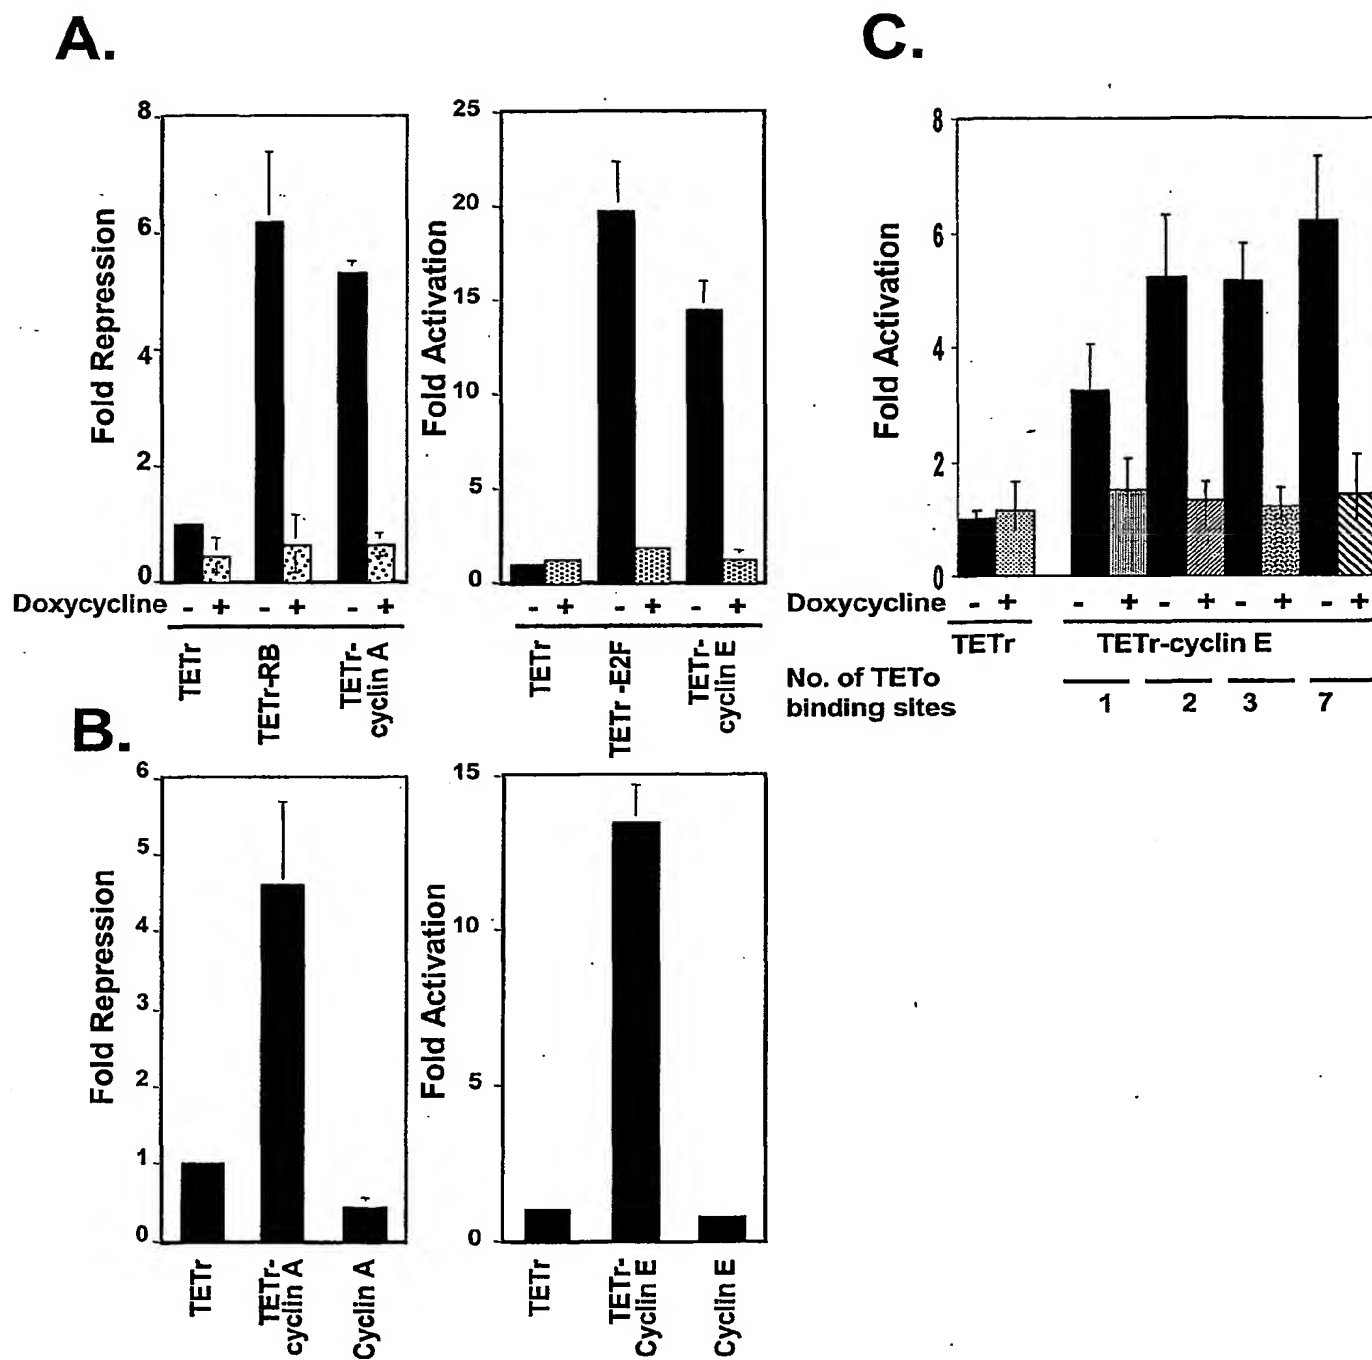 A.
8
6
4
2
0
Fold Repression
Doxycycline - + - + - +
TETr
TETr-RB
TETr-
cyclin A
25
20
15
10
5
0
Fold Activation
- + - + - +
TETr
TETr -E2F
TETr-
cyclin E
B.
6
5
4
3
2
1
0
Fold Repression
TETr
TETr-
cyclin A
Cyclin A
15
10
5
0
Fold Activation
TETr
TETr-
Cyclin E
Cyclin E
C.
8
6
4
2
0
Fold Activation
Doxycycline - + - + - + - + - +
TETr
TETr-cyclin E
No. of TETo
binding sites
1 2 3 7